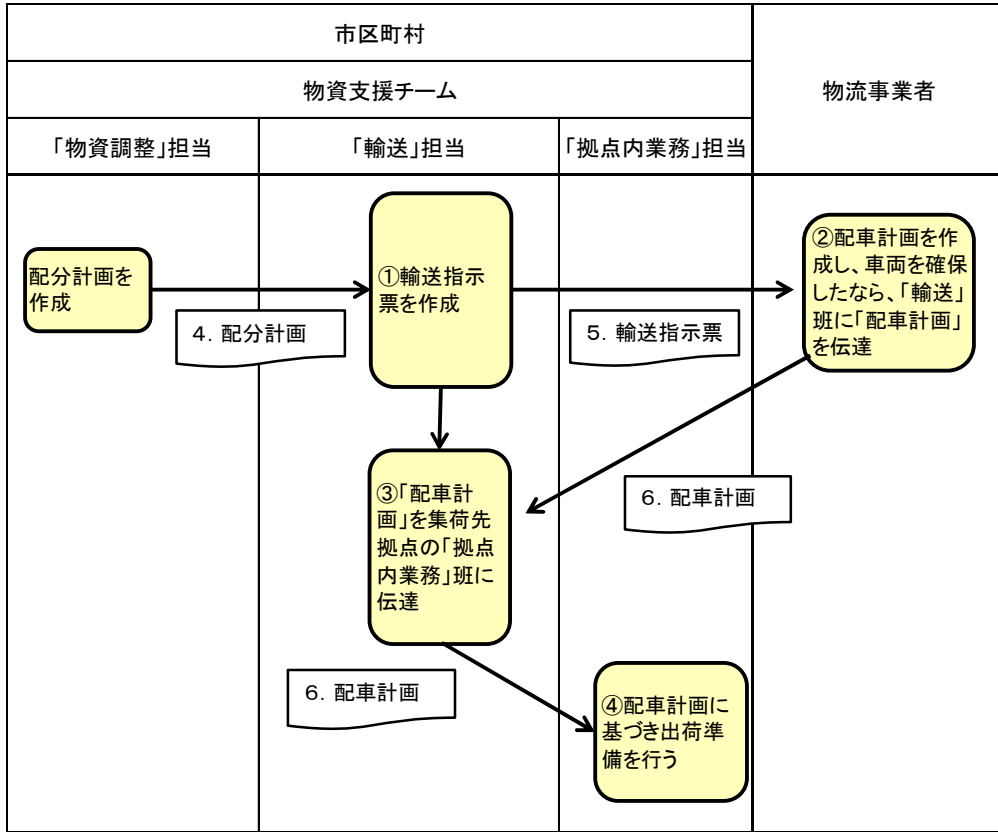 市区町村
物資支援チーム
物流事業者
「物資調整」担当
「輸送」担当
「拠点内業務」担当
配分計画を
作成
①輸送指示
票を作成
②配車計画を作
成し、車両を確保
したなら、「輸送」
班に「配車計画」
を伝達
4．配分計画
5．輸送指示票
③「配車計
画」を集荷先
拠点の「拠点
内業務」班に
伝達
6．配車計画
6．配車計画
④配車計画に
基づき出荷準
備を行う